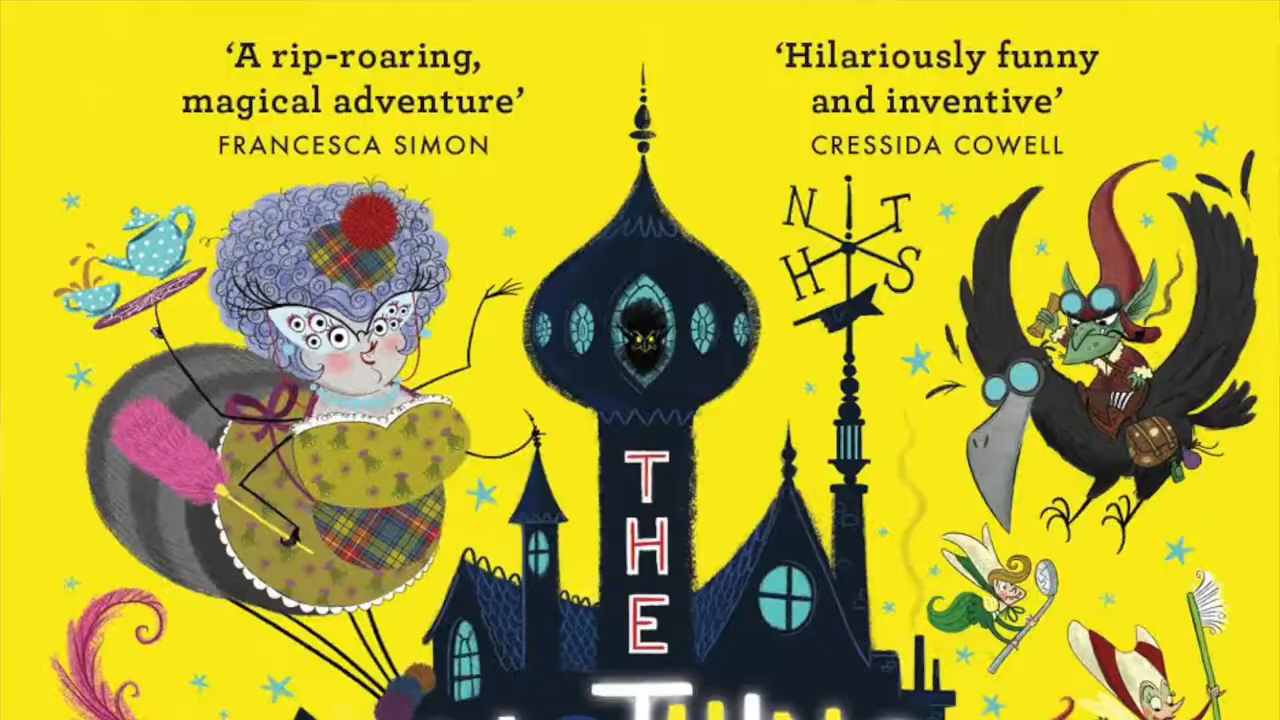 ‘A rip-roaring,
magical adventure’
FRANCESCA SIMON
‘Hilariously funny
and inventive’
CRESSIDA COWELL
N T
H S
THE